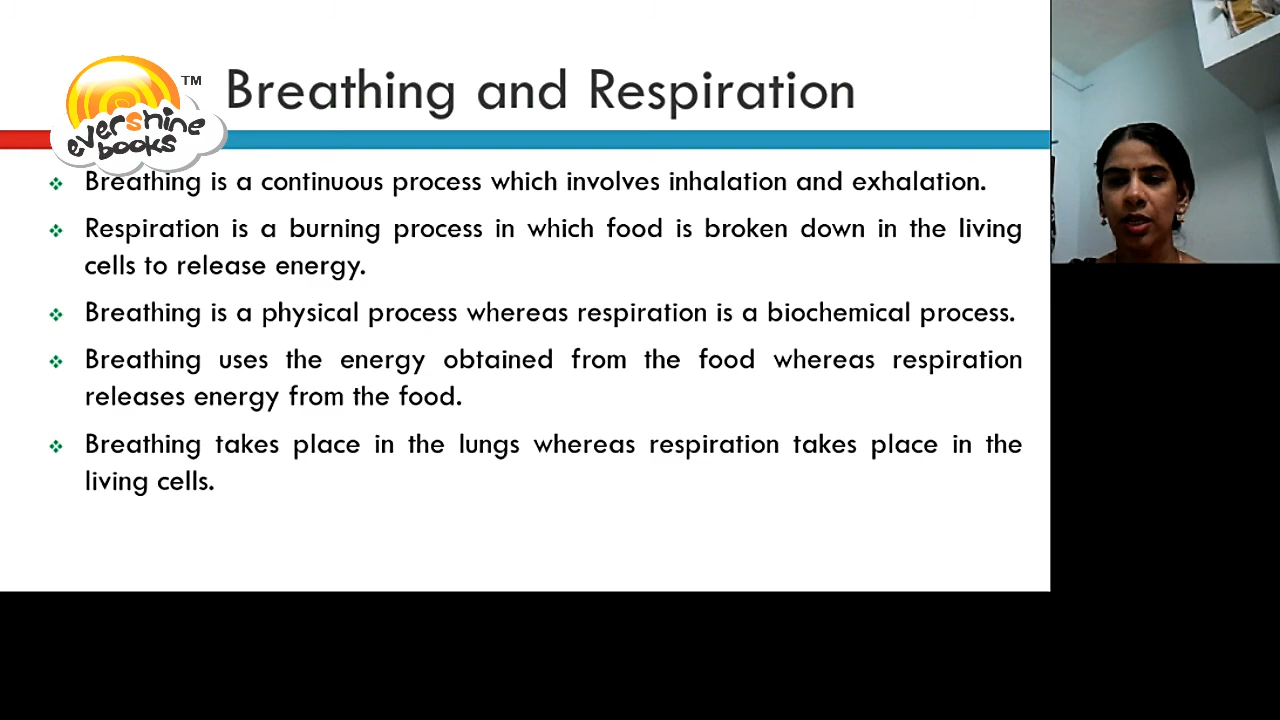 Breathing and Respiration
TM
evershine
books
Breathing is a continuous process which involves inhalation and exhalation.
Respiration is a burning process in which food is broken down in the living
cells to release energy.
Breathing is a physical process whereas respiration is a biochemical process.
Breathing uses the energy obtained from the food whereas respiration
releases energy from the food.
Breathing takes place in the lungs whereas respiration takes place in the
living cells.